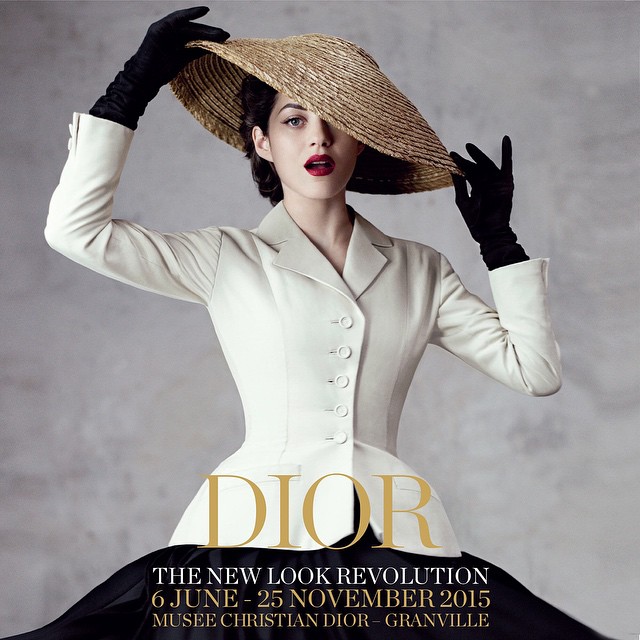 DIOR
THE NEW LOOK REVOLUTION
6 JUNE - 25 NOVEMBER 2015
MUSEE CHRISTIAN DIOR – GRANVILLE